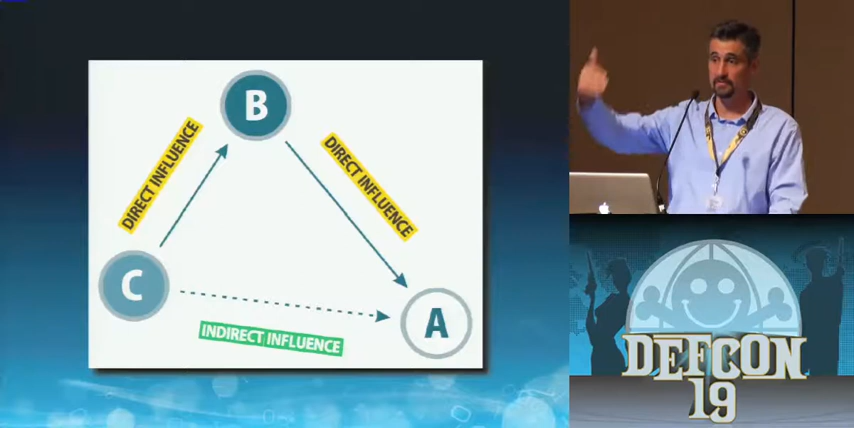 B
DIRECT INFLUENCE
DIRECT INFLUENCE
C
A
INDIRECT INFLUENCE
DEFCON
19